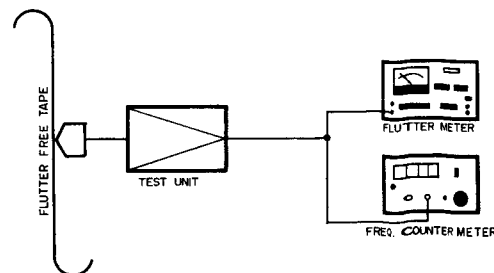 FLUTTER FREE TAPE
TEST UNIT
FLUTTER METER
FREQ. COUNTER METER